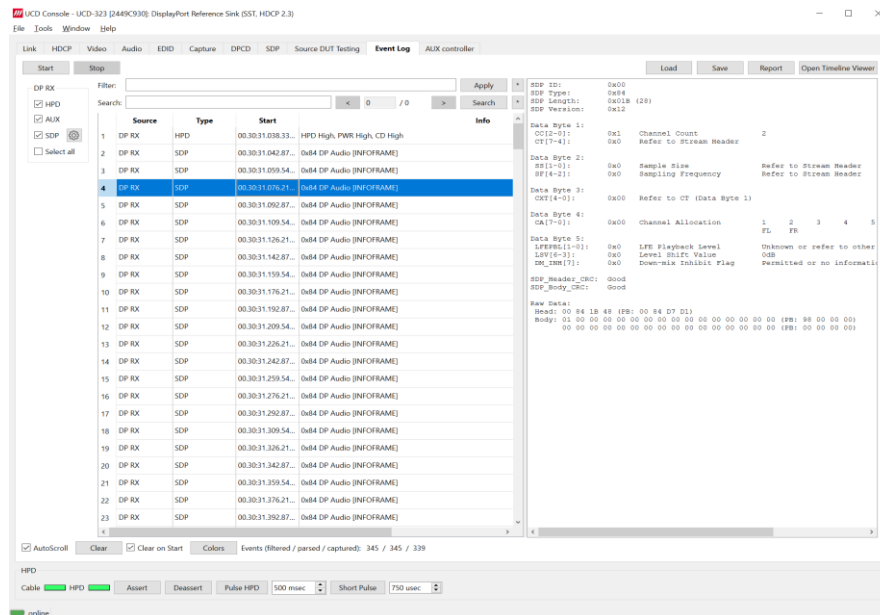 UCD Console - UCD-323 [2449C930]: DisplayPort Reference Sink (SST, HDCP 2.3)
File Tools Window Help
Link HDCP Video Audio EDID Capture DPCD SDP Source DUT Testing Event Log AUX controller
Start Stop Load Save Report Open Timeline Viewer
DP RX
HPD
AUX
SDP
Select all
Filter: Apply
Search: < 0 / 0 > Search
Source Type Start Info
1 DP RX HPD 00.30:31.038.33... HPD High, PWR High, CD High
2 DP RX SDP 00.30:31.042.87... 0x84 DP Audio [INFOFRAME]
3 DP RX SDP 00.30:31.059.54... 0x84 DP Audio [INFOFRAME]
4 DP RX SDP 00.30:31.076.21... 0x84 DP Audio [INFOFRAME]
5 DP RX SDP 00.30:31.092.87... 0x84 DP Audio [INFOFRAME]
6 DP RX SDP 00.30:31.109.54... 0x84 DP Audio [INFOFRAME]
7 DP RX SDP 00.30:31.126.21... 0x84 DP Audio [INFOFRAME]
8 DP RX SDP 00.30:31.142.87... 0x84 DP Audio [INFOFRAME]
9 DP RX SDP 00.30:31.159.54... 0x84 DP Audio [INFOFRAME]
10 DP RX SDP 00.30:31.176.21... 0x84 DP Audio [INFOFRAME]
11 DP RX SDP 00.30:31.192.87... 0x84 DP Audio [INFOFRAME]
12 DP RX SDP 00.30:31.209.54... 0x84 DP Audio [INFOFRAME]
13 DP RX SDP 00.30:31.226.21... 0x84 DP Audio [INFOFRAME]
14 DP RX SDP 00.30:31.242.87... 0x84 DP Audio [INFOFRAME]
15 DP RX SDP 00.30:31.259.54... 0x84 DP Audio [INFOFRAME]
16 DP RX SDP 00.30:31.276.21... 0x84 DP Audio [INFOFRAME]
17 DP RX SDP 00.30:31.292.87... 0x84 DP Audio [INFOFRAME]
18 DP RX SDP 00.30:31.309.54... 0x84 DP Audio [INFOFRAME]
19 DP RX SDP 00.30:31.326.21... 0x84 DP Audio [INFOFRAME]
20 DP RX SDP 00.30:31.342.87... 0x84 DP Audio [INFOFRAME]
21 DP RX SDP 00.30:31.359.54... 0x84 DP Audio [INFOFRAME]
22 DP RX SDP 00.30:31.376.21... 0x84 DP Audio [INFOFRAME]
23 DP RX SDP 00.30:31.392.87... 0x84 DP Audio [INFOFRAME]
SDP ID: 0x00
SDP Type: 0x84
SDP Length: 0x01B (28)
SDP Version: 0x12
Data Byte 1:
CC[2-0]: 0x1 Channel Count 2
CT[7-4]: 0x0 Refer to Stream Header
Data Byte 2:
SS[1-0]: 0x0 Sample Size Refer to Stream Header
SF[4-2]: 0x0 Sampling Frequency Refer to Stream Header
Data Byte 3:
CXT[4-0]: 0x00 Refer to CT (Data Byte 1)
Data Byte 4:
CA[7-0]: 0x00 Channel Allocation 1 2 3 4 5
FL FR
Data Byte 5:
LFEPBL[1-0]: 0x0 LFE Playback Level Unknown or refer to other
LSV[6-3]: 0x0 Level Shift Value 0dB
DM_INH[7]: 0x0 Down-mix Inhibit Flag Permitted or no informati
SDP_Header_CRC: Good
SDP_Body_CRC: Good
Raw Data:
Head: 00 84 1B 48 (PB: 00 84 D7 D1)
Body: 01 00 00 00 00 00 00 00 00 00 00 00 00 00 00 00 (PB: 98 00 00 00)
00 00 00 00 00 00 00 00 00 00 00 00 00 00 00 00 (PB: 00 00 00 00)
AutoScroll Clear Clear on Start Colors Events (filtered / parsed / captured): 345 / 345 / 339
HPD
Cable HPD Assert Deassert Pulse HPD 500 msec Short Pulse 750 usec
online